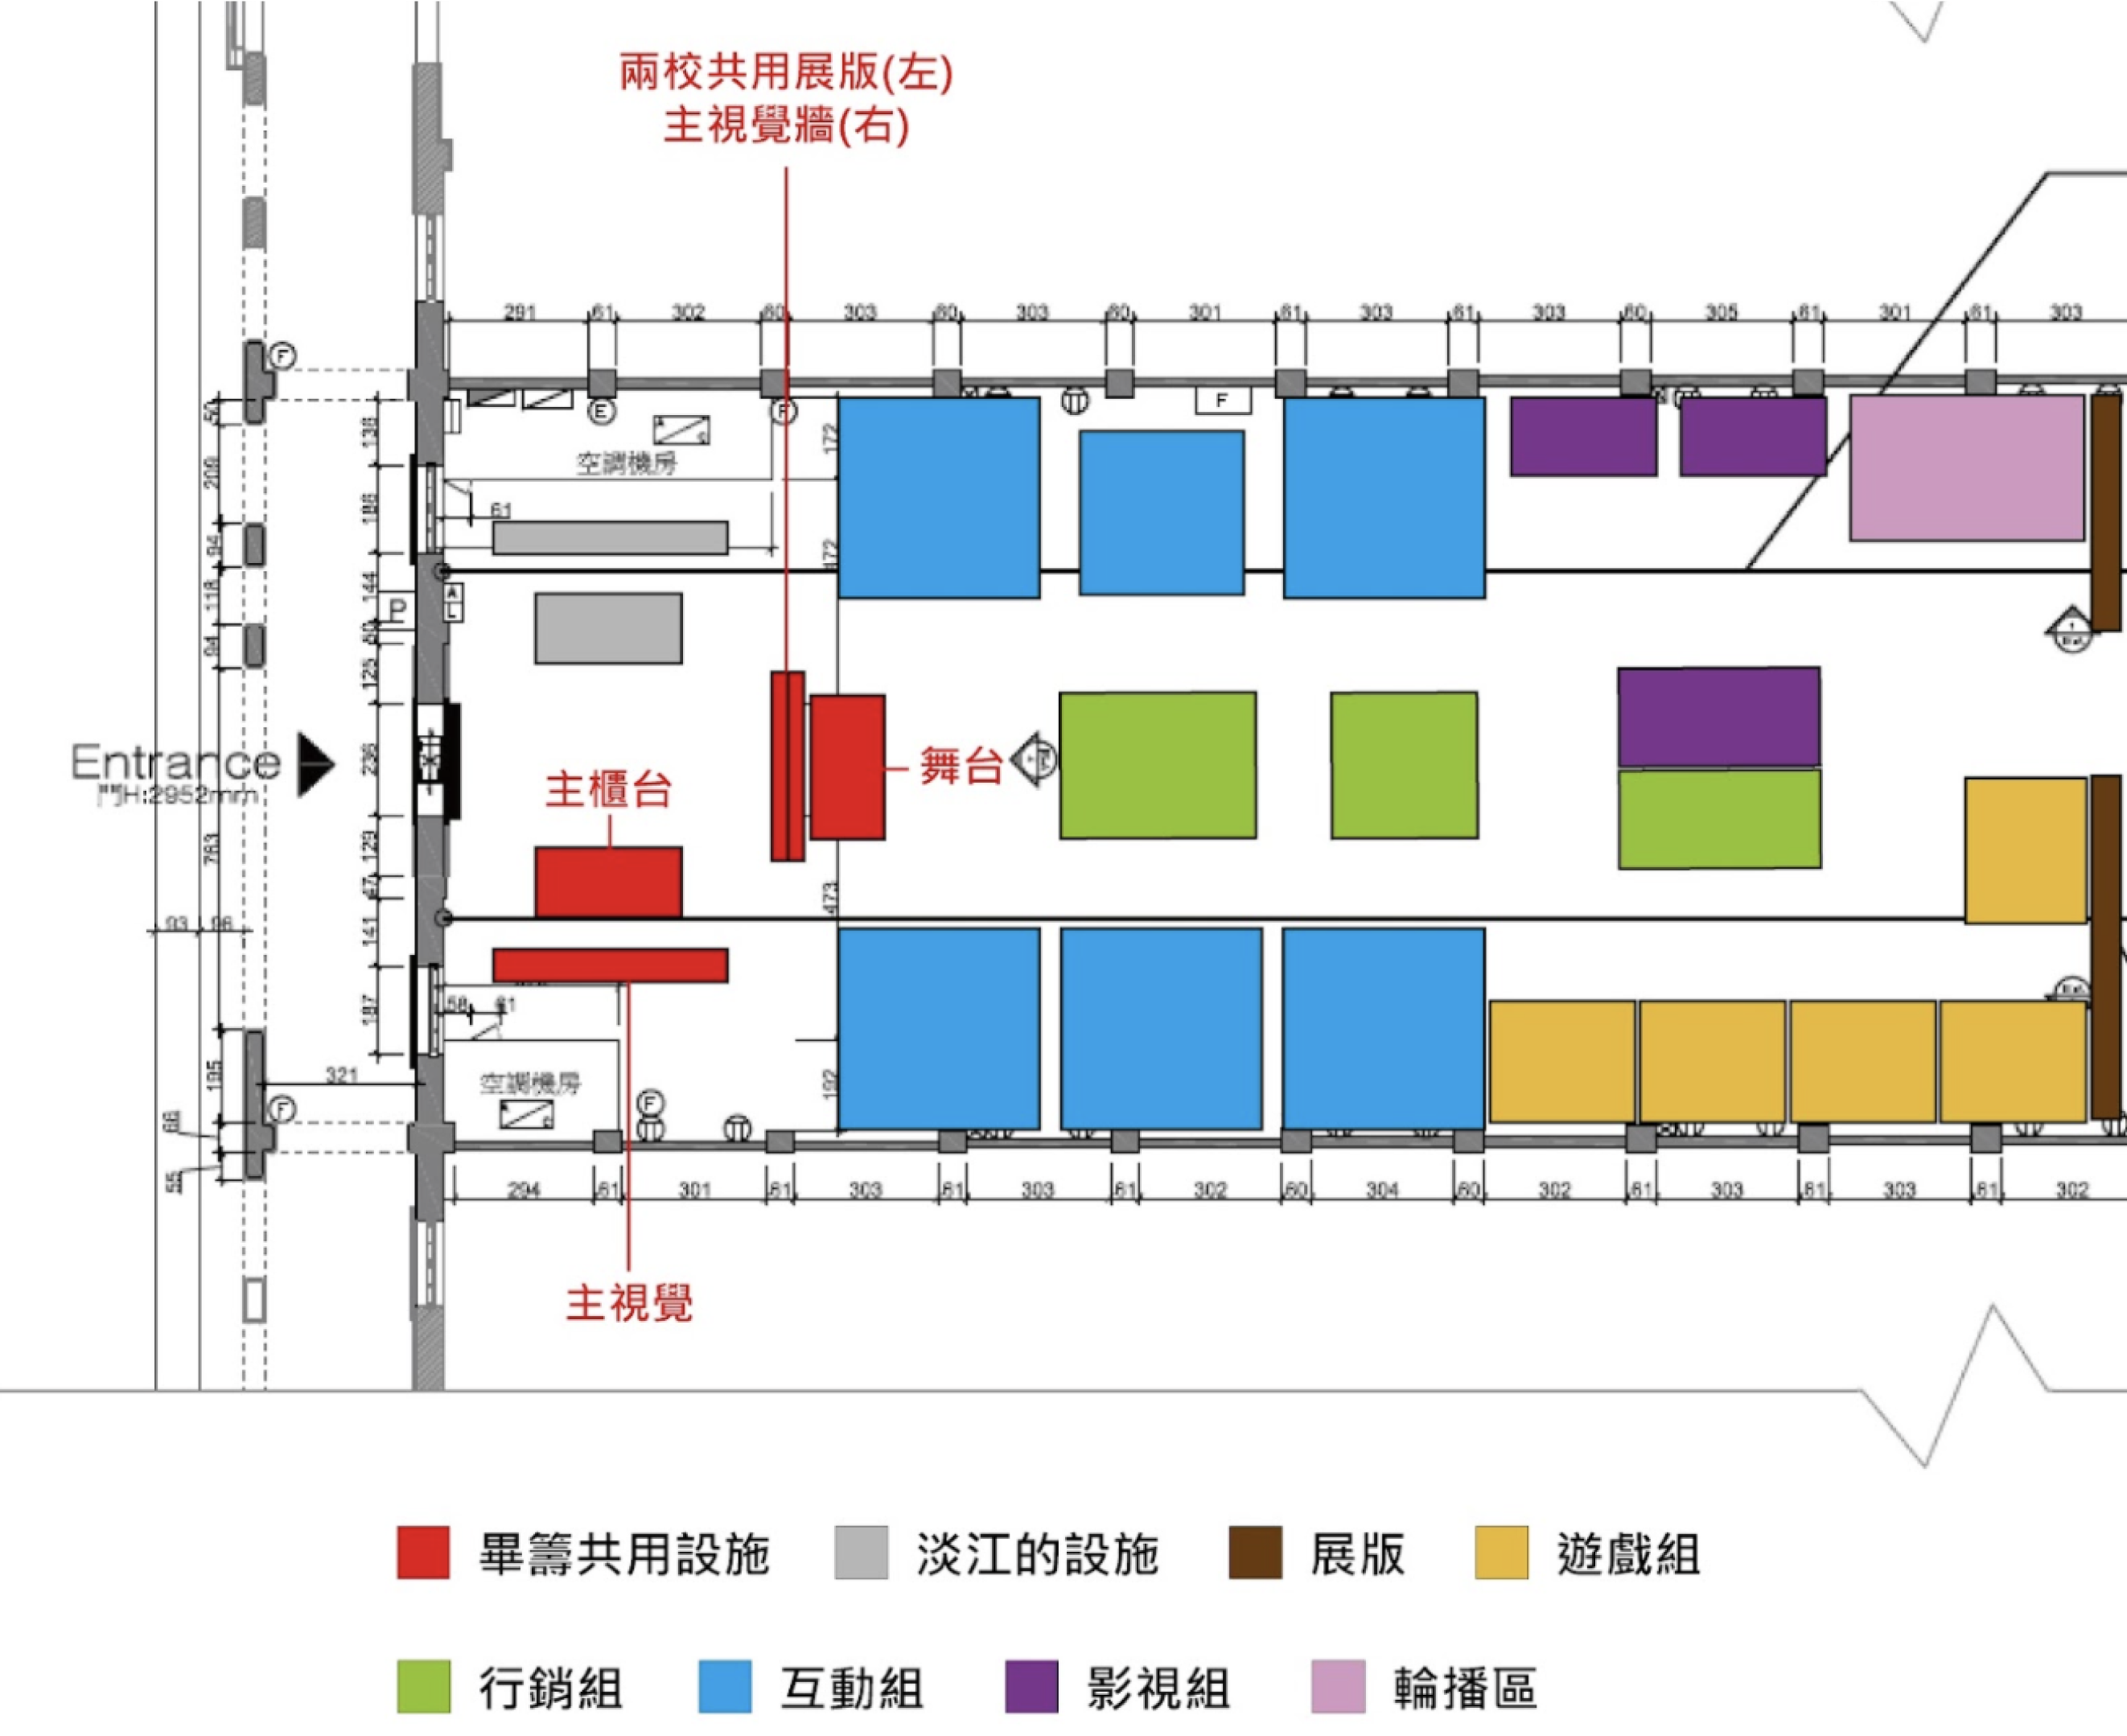 兩校共用展版(左)
主視覺牆(右)
291 61 302 60 303 60 303 60 301 61 303 61 303 60 305 61 301 61 303
F
E
F
F
空調機房
61
172
172
50
209
94
118
94
783
195
66
55
138
186
144
125
236
129
47
141
187
P
A
L
Entrance
門H:2952mm
主櫃台
舞台
473
93 96
58 61
空調機房
F
192
321
F
294 61 301 61 303 61 303 61 302 60 304 60 302 61 303 61 303 61 302
主視覺
畢籌共用設施 淡江的設施 展版 遊戲組
行銷組 互動組 影視組 輪播區